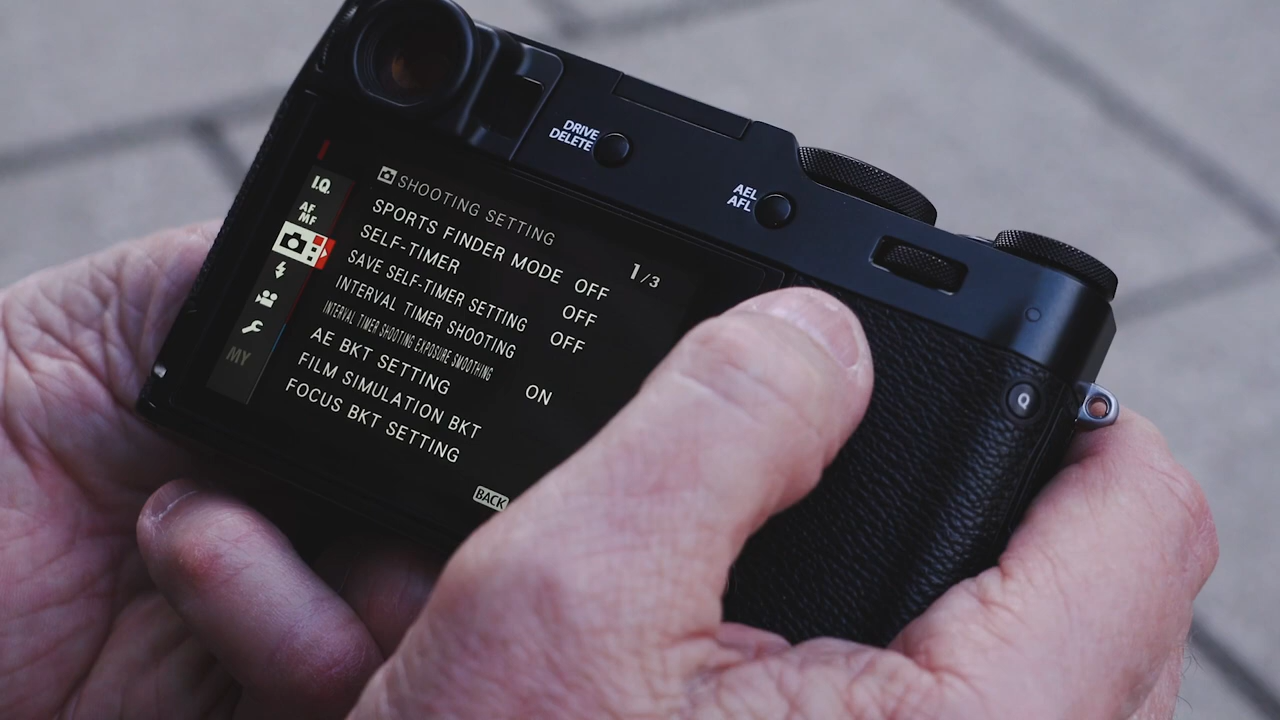 DRIVE
DELETE
AEL
AFL
Q
I.Q.
AF
MF
MY
SHOOTING SETTING
1/3
SPORTS FINDER MODE OFF
SELF-TIMER OFF
SAVE SELF-TIMER SETTING OFF
INTERVAL TIMER SHOOTING
INTERVAL TIMER SHOOTING EXPOSURE SMOOTHING ON
AE BKT SETTING
FILM SIMULATION BKT
FOCUS BKT SETTING
BACK